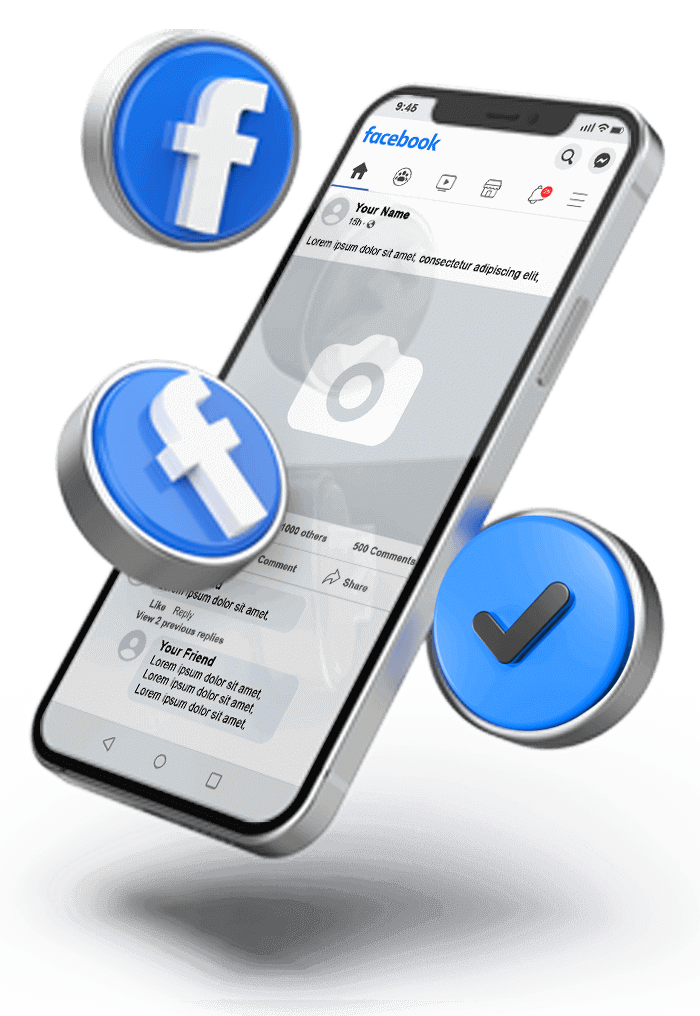 f
9:45
facebook
25
Your Name
15h ·
Lorem ipsum dolor sit amet, consectetur adipiscing elit,
f
1000 others
500 Comments
Comment
Share
Lorem ipsum dolor sit amet,
Like Reply
View 2 previous replies
Your Friend
Lorem ipsum dolor sit amet,
Lorem ipsum dolor sit amet,
Lorem ipsum dolor sit amet,